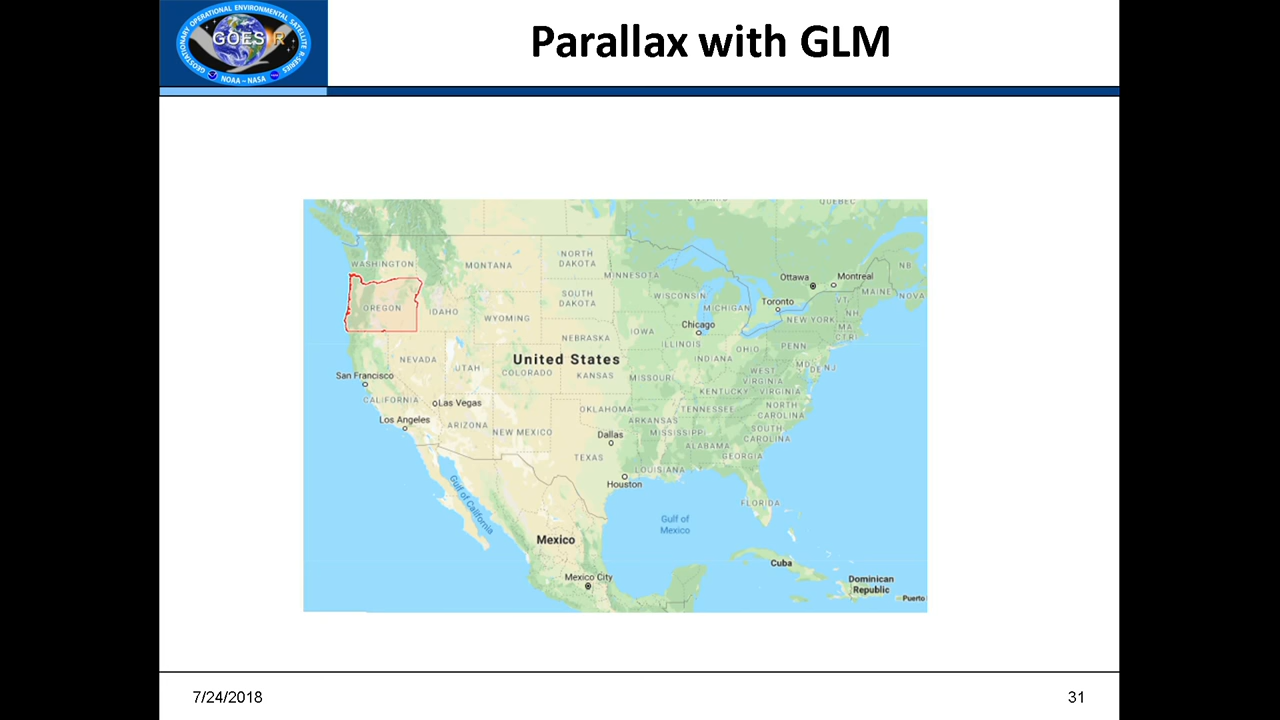 GEOSTATIONARY OPERATIONAL ENVIRONMENTAL SATELLITE R-SERIES
GOES R
NOAA – NASA
Parallax with GLM
QUEBEC
WASHINGTON
MONTANA
NORTH
DAKOTA
MINNESOTA
Ottawa
Montreal
NB
MAINE
NOVA
OREGON
IDAHO
SOUTH
DAKOTA
WISCONSIN
MICHIGAN
Toronto
VT
NH
WYOMING
NEW YORK
MA
CT RI
Chicago
IOWA
NEBRASKA
ILLINOIS
INDIANA
OHIO
PENN
NEVADA
UTAH
United States
COLORADO
KANSAS
MISSOURI
WEST
VIRGINIA
MD
DE NJ
San Francisco
CALIFORNIA
Las Vegas
KENTUCKY
VIRGINIA
Los Angeles
ARIZONA
NEW MEXICO
OKLAHOMA
ARKANSAS
TENNESSEE
NORTH
CAROLINA
Dallas
MISSISSIPPI
ALABAMA
SOUTH
CAROLINA
TEXAS
LOUISIANA
GEORGIA
Houston
Gulf of California
FLORIDA
Gulf of
Mexico
Mexico
Mexico City
Cuba
Dominican
Republic
Puerto
7/24/2018
31